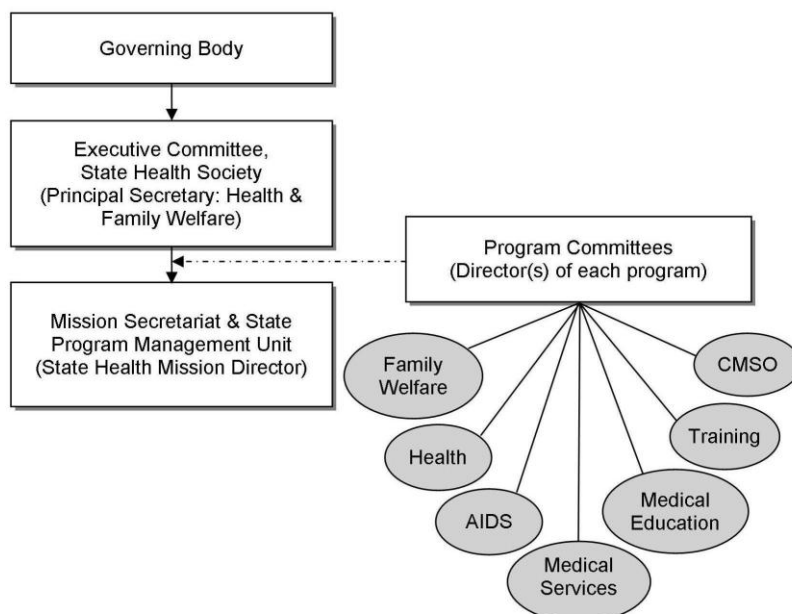 Governing Body
Executive Committee,
State Health Society
(Principal Secretary: Health &
Family Welfare)
Program Committees
(Director(s) of each program)
Mission Secretariat & State
Program Management Unit
(State Health Mission Director)
Family
Welfare
CMSO
Health
Training
AIDS
Medical
Education
Medical
Services